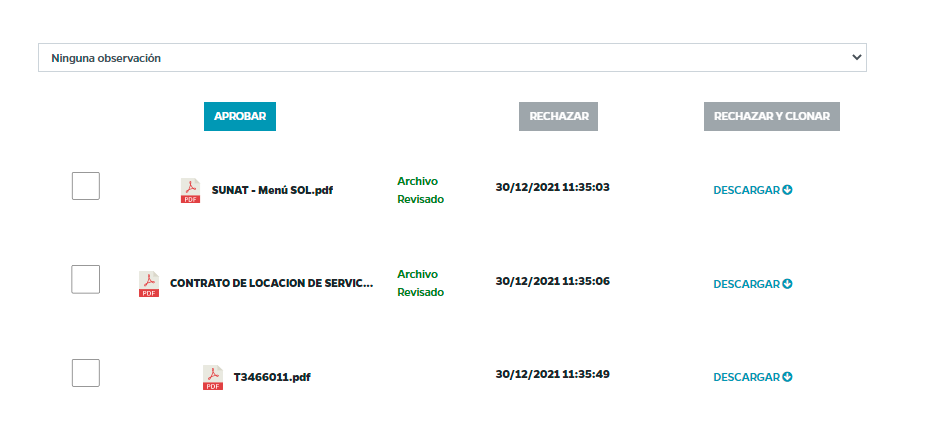 Ninguna observación
APROBAR
RECHAZAR
RECHAZAR Y CLONAR
PDF
SUNAT - Menú SOL.pdf
Archivo
Revisado
30/12/2021 11:35:03
DESCARGAR
PDF
CONTRATO DE LOCACION DE SERVIC...
Archivo
Revisado
30/12/2021 11:35:06
DESCARGAR
PDF
T3466011.pdf
30/12/2021 11:35:49
DESCARGAR